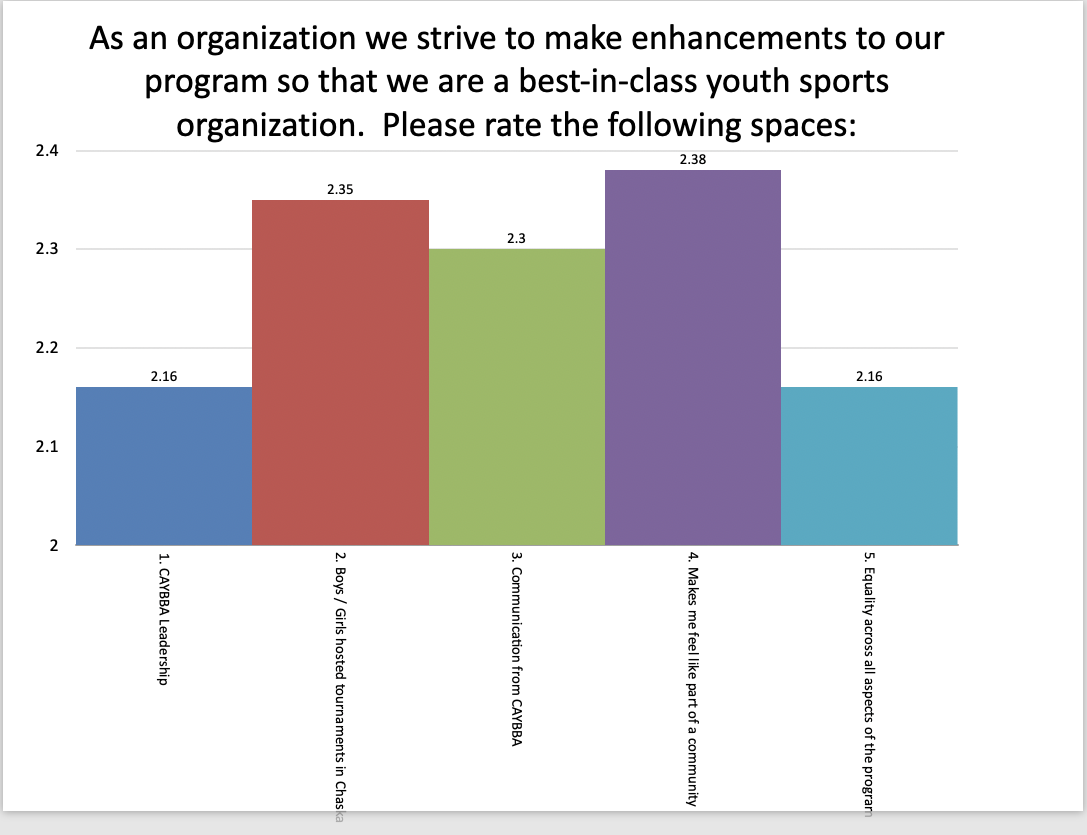 As an organization we strive to make enhancements to our
program so that we are a best-in-class youth sports
organization.  Please rate the following spaces:
2.4
2.3
2.2
2.1
2
2.16
2.35
2.3
2.38
2.16
1. CAYBBA Leadership
2. Boys / Girls hosted tournaments in Chaska
3. Communication from CAYBBA
4. Makes me feel like part of a community
5. Equality across all aspects of the program